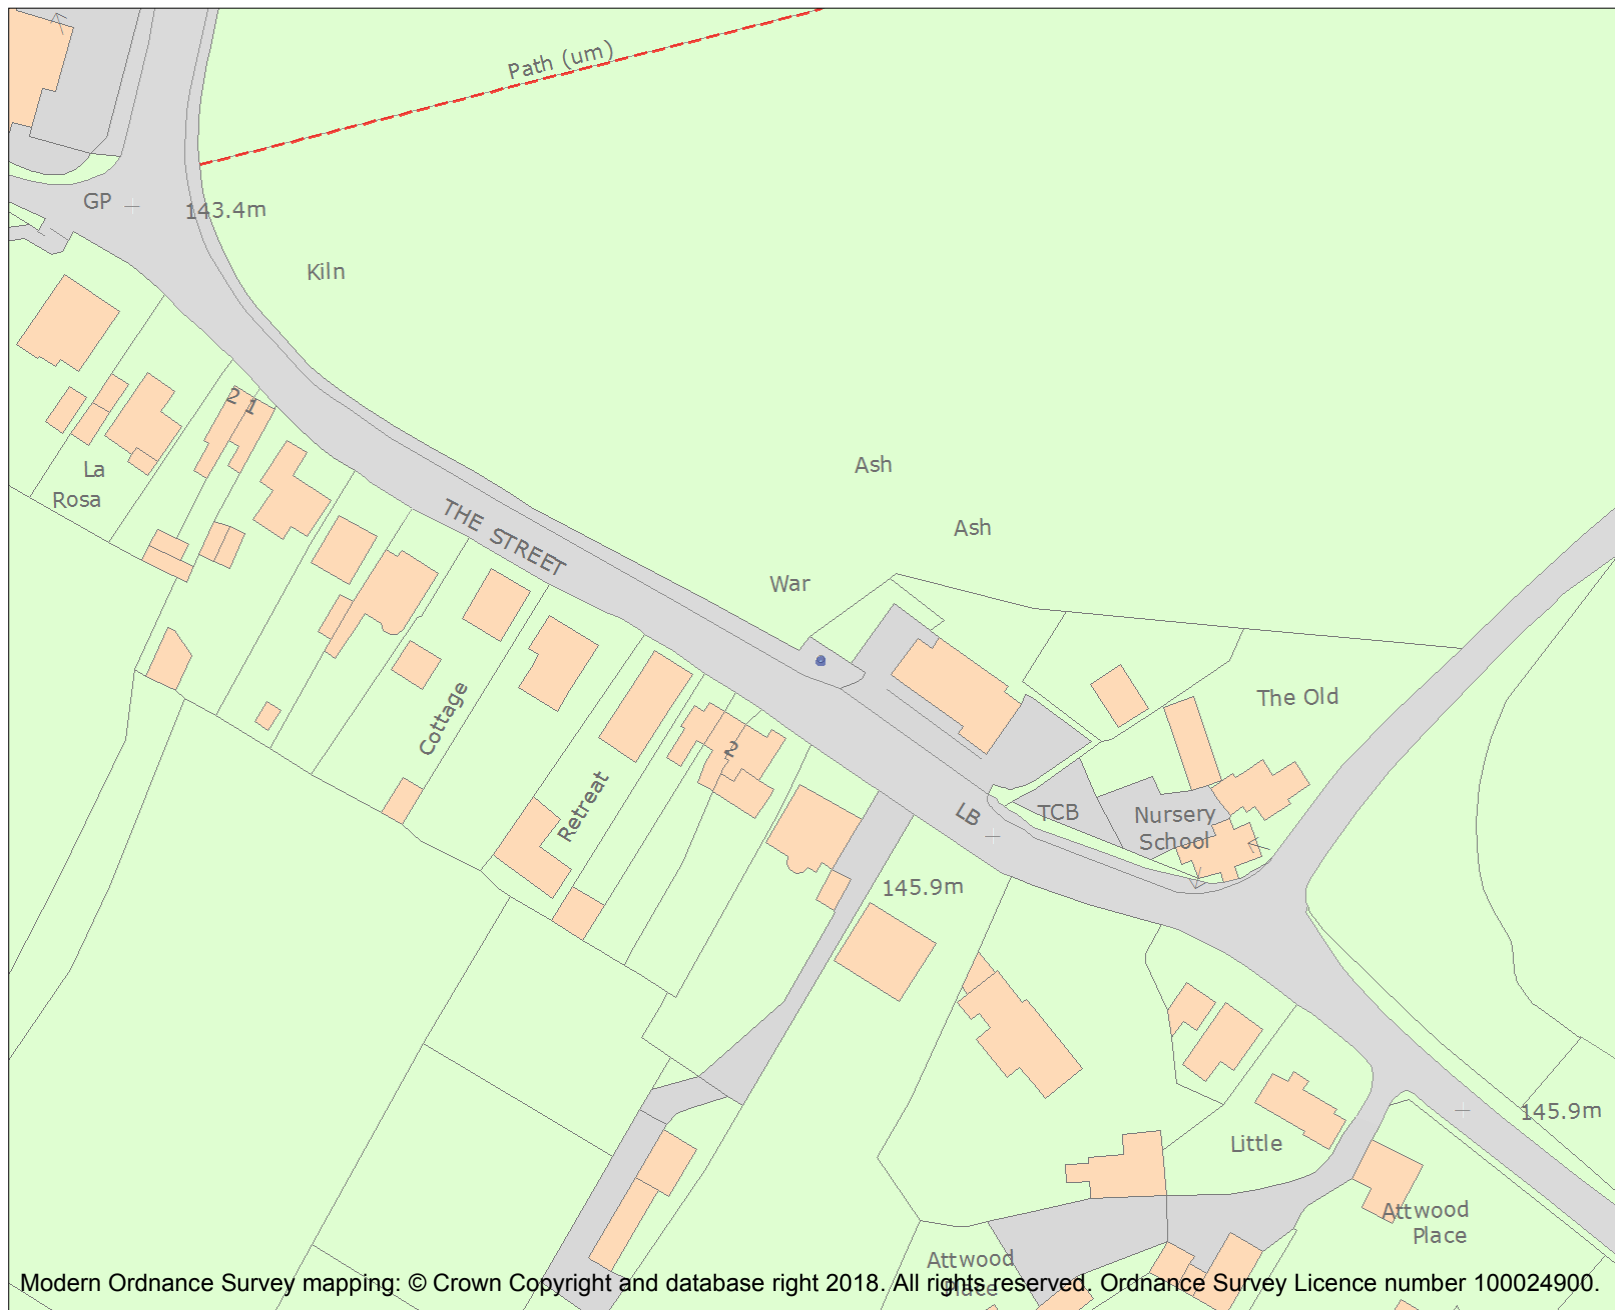 Path (um)
GP
143.4m
Kiln
2 1
La
Rosa
Ash
THE STREET
Ash
War
The Old
Cottage
2
Retreat
LB
TCB
Nursery
School
145.9m
145.9m
Little
Attwood
Place
Attwood
Place
Modern Ordnance Survey mapping: © Crown Copyright and database right 2018. All rights reserved. Ordnance Survey Licence number 100024900.